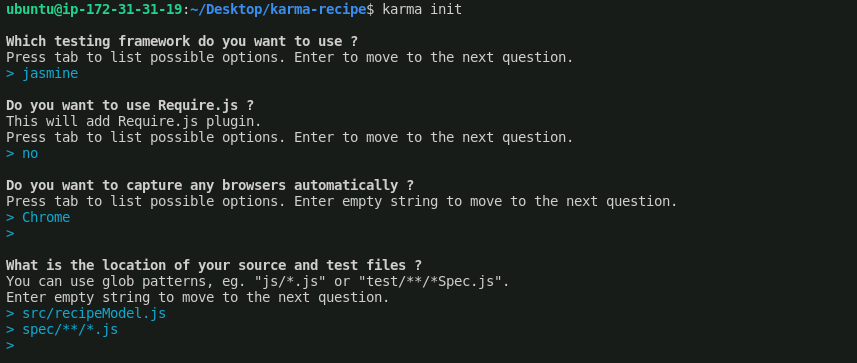 ubuntu@ip-172-31-31-19:~/Desktop/karma-recipe$ karma init
Which testing framework do you want to use ?
Press tab to list possible options. Enter to move to the next question.
> jasmine
Do you want to use Require.js ?
This will add Require.js plugin.
Press tab to list possible options. Enter to move to the next question.
> no
Do you want to capture any browsers automatically ?
Press tab to list possible options. Enter empty string to move to the next question.
> Chrome
>
What is the location of your source and test files ?
You can use glob patterns, eg. "js/*.js" or "test/**/*Spec.js".
Enter empty string to move to the next question.
> src/recipeModel.js
> spec/**/*.js
>